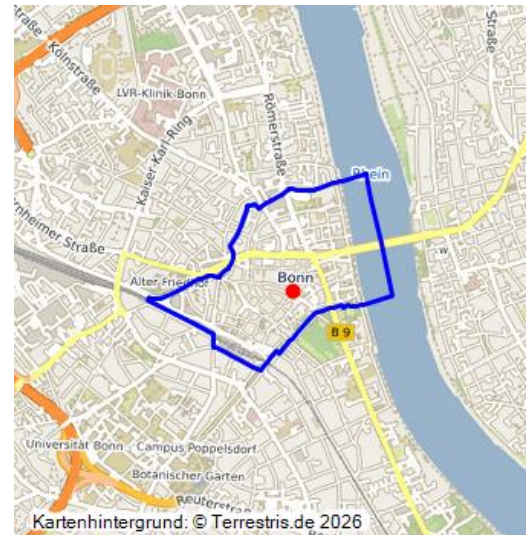 Straße
Kölnstraße
LVR-Klinik Bonn
Römerstraße
Kaiser-Karl-Ring
Rhein
rnheimer Straße
Alter Friedhof
Bonn
w
B 9
Universität Bonn
Campus Poppelsdorf
Botanischer Garten
Reuterstraße
Kartenhintergrund: © Terrestris.de 2026